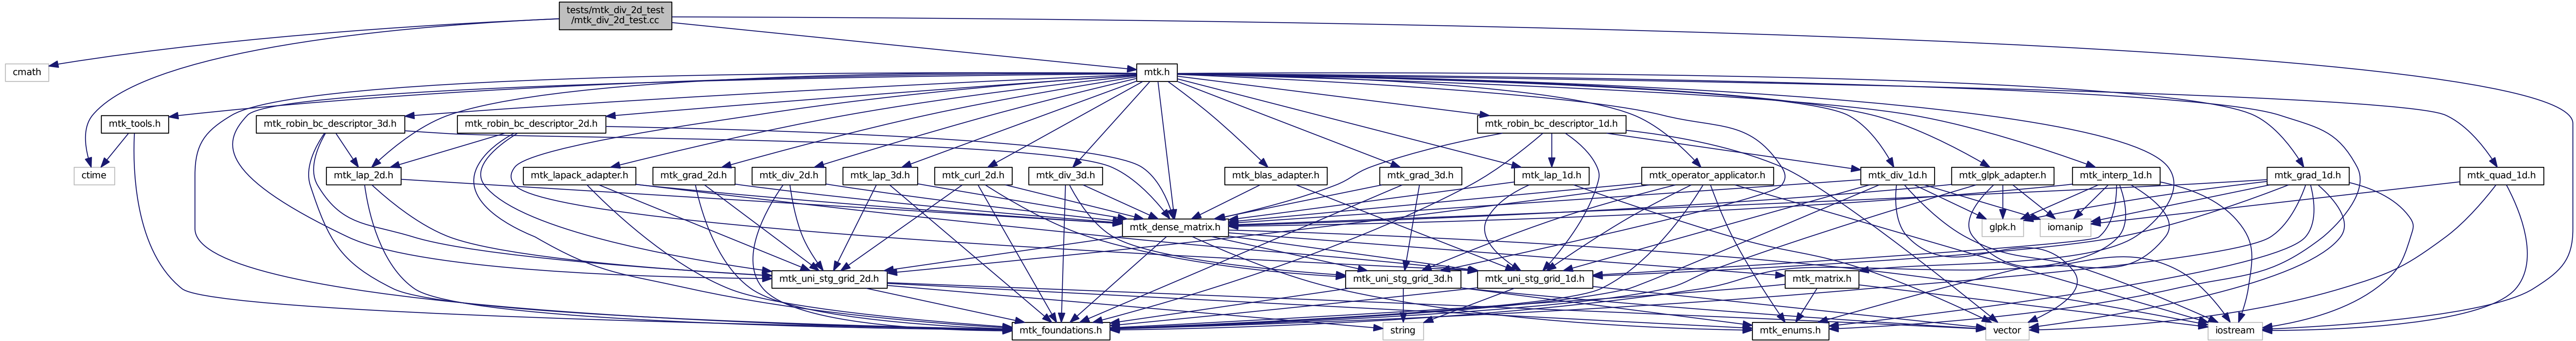 tests/mtk_div_2d_test
/mtk_div_2d_test.cc
cmath
mtk.h
mtk_tools.h
mtk_robin_bc_descriptor_3d.h
mtk_robin_bc_descriptor_2d.h
mtk_robin_bc_descriptor_1d.h
ctime
mtk_lap_2d.h
mtk_lapack_adapter.h
mtk_grad_2d.h
mtk_div_2d.h
mtk_lap_3d.h
mtk_curl_2d.h
mtk_div_3d.h
mtk_blas_adapter.h
mtk_grad_3d.h
mtk_lap_1d.h
mtk_operator_applicator.h
mtk_div_1d.h
mtk_glpk_adapter.h
mtk_interp_1d.h
mtk_grad_1d.h
mtk_quad_1d.h
mtk_dense_matrix.h
glpk.h
iomanip
mtk_uni_stg_grid_2d.h
mtk_uni_stg_grid_3d.h
mtk_uni_stg_grid_1d.h
mtk_matrix.h
mtk_foundations.h
string
mtk_enums.h
vector
iostream